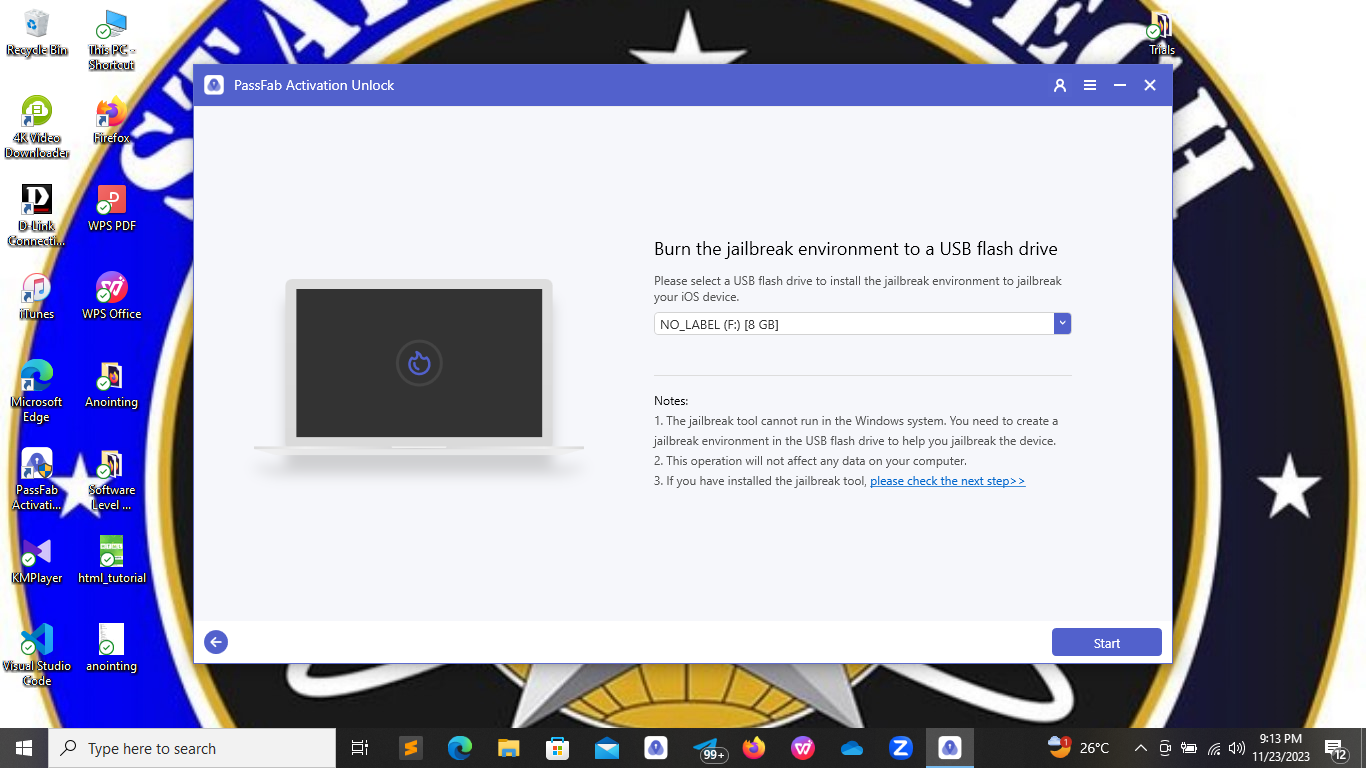 Recycle Bin
This PC -
Shortcut
4K Video
Downloader
Firefox
D-Link
Connecti...
WPS PDF
iTunes
WPS Office
Microsoft
Edge
Anointing
PassFab
Activati...
Software
Level ...
KMPlayer
html_tutorial
Visual Studio
Code
anointing
Trials
PassFab Activation Unlock
Burn the jailbreak environment to a USB flash drive
Please select a USB flash drive to install the jailbreak environment to jailbreak
your iOS device.
NO_LABEL (F:) [8 GB]
Notes:
1. The jailbreak tool cannot run in the Windows system. You need to create a
jailbreak environment in the USB flash drive to help you jailbreak the device.
2. This operation will not affect any data on your computer.
3. If you have installed the jailbreak tool, please check the next step>>
Start
Type here to search
99+
1
26°C
9:13 PM
11/23/2023
12